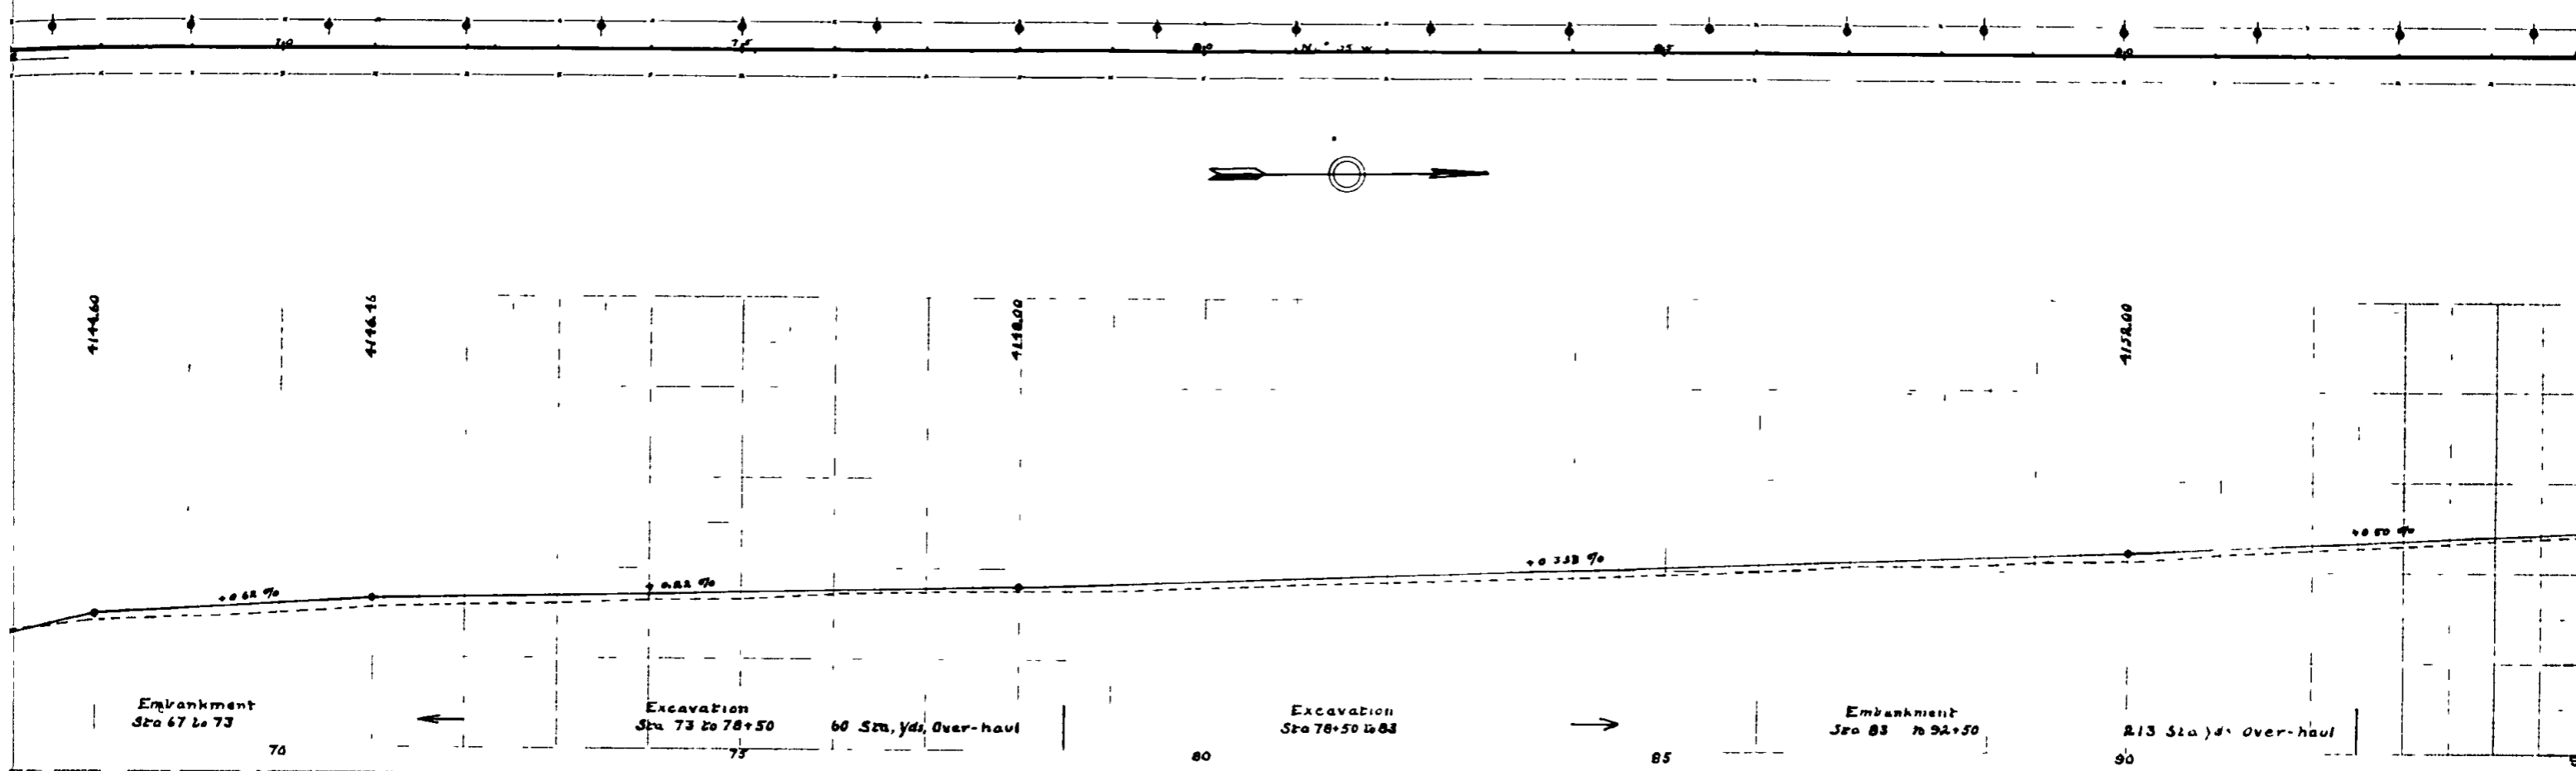 70
75
80
85
90
4144.60
4146.46
4148.00
4152.00
+0.62 %
+0.22 %
+0.333 %
+0.50 %
Embankment
Sta 67 to 73
Excavation
Sta 73 to 78+50
60 Sta, Yds, Over-haul
Excavation
Sta 78+50 to 83
Embankment
Sta 83 to 92+50
213 Sta yds Over-haul
70
75
80
85
90